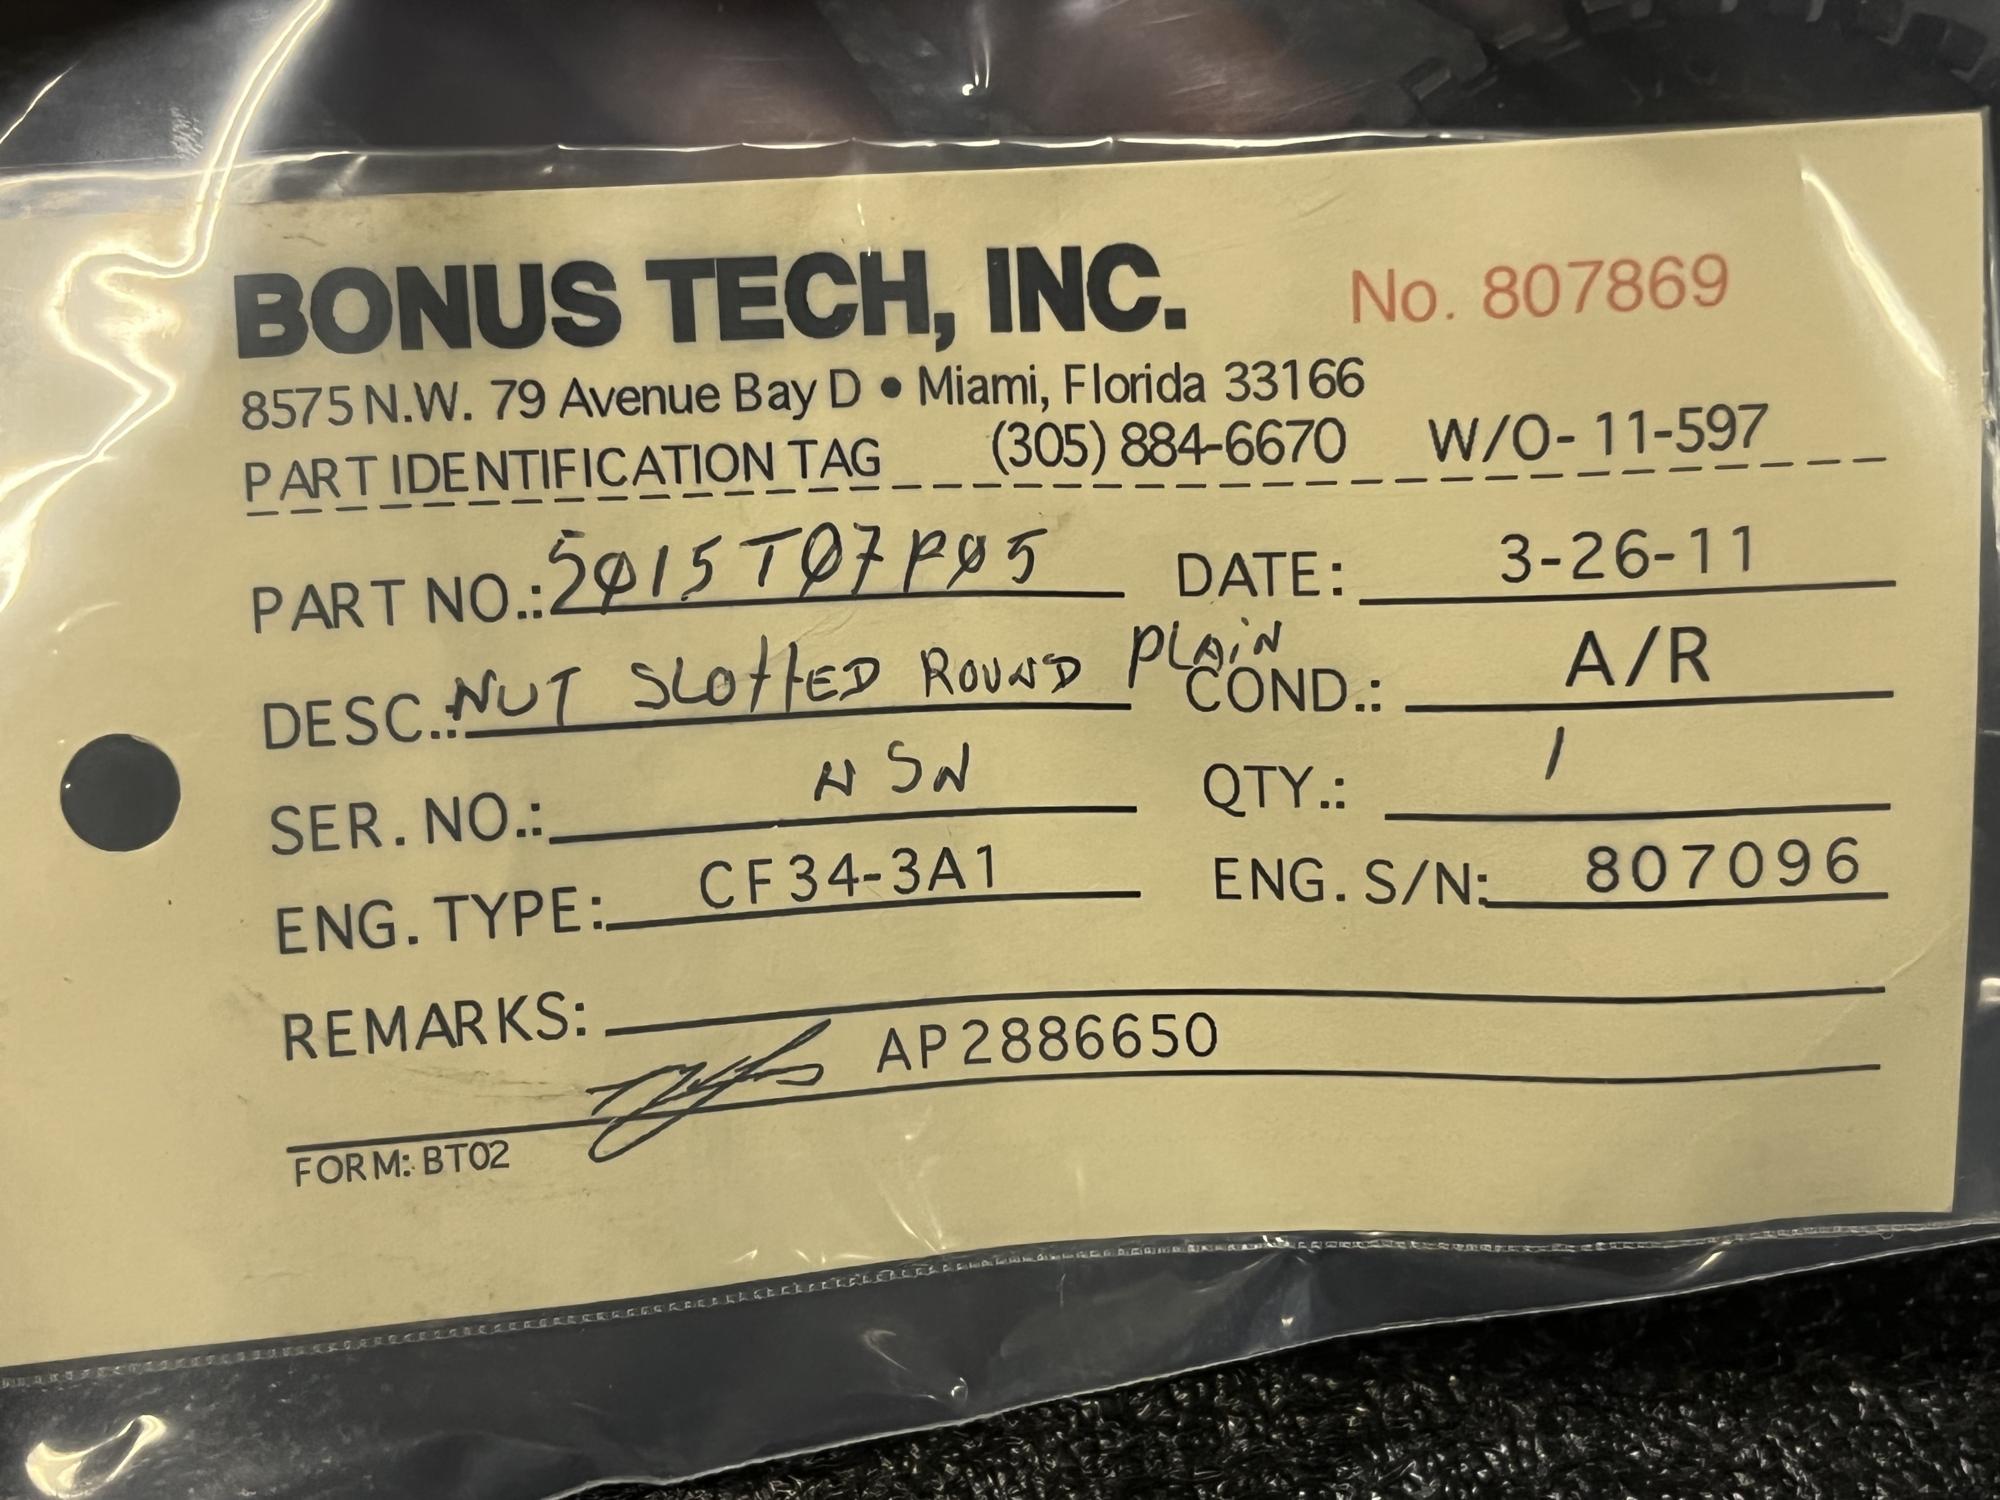 BONUS TECH, INC. No. 807869
8575 N.W. 79 Avenue Bay D • Miami, Florida 33166
PART IDENTIFICATION TAG (305) 884-6670 W/O- 11-597
PART NO.: 5015T07P05 DATE: 3-26-11
DESC.: NUT SLOTTED ROUND PLAIN COND.: A/R
SER. NO.: NSN QTY.: 1
ENG. TYPE: CF34-3A1 ENG. S/N: 807096
REMARKS:
AP2886650
FORM: BT02